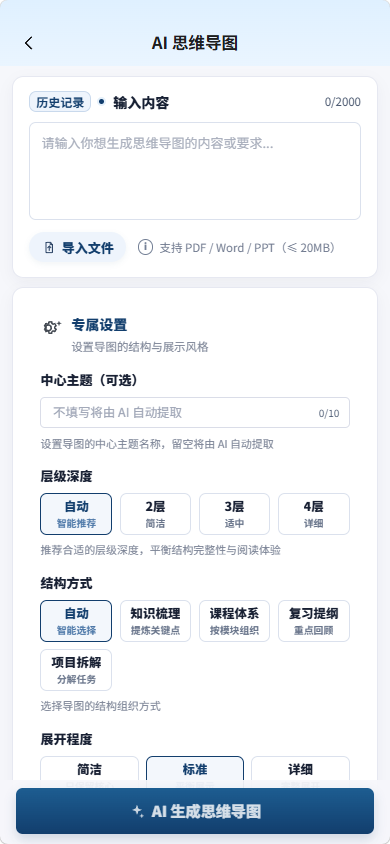 AI 思维导图
历史记录 • 输入内容 0/2000
请输入你想生成思维导图的内容或要求...
导入文件 支持 PDF / Word / PPT（≤ 20MB）
专属设置
设置导图的结构与展示风格
中心主题（可选）
不填写将由 AI 自动提取 0/10
设置导图的中心主题名称，留空将由 AI 自动提取
层级深度
自动 2层 3层 4层
智能推荐 简洁 适中 详细
推荐合适的层级深度，平衡结构完整性与阅读体验
结构方式
自动 知识梳理 课程体系 复习提纲
智能选择 提炼关键点 按模块组织 重点回顾
项目拆解
分解任务
选择导图的结构组织方式
展开程度
简洁 标准 详细
AI 生成思维导图